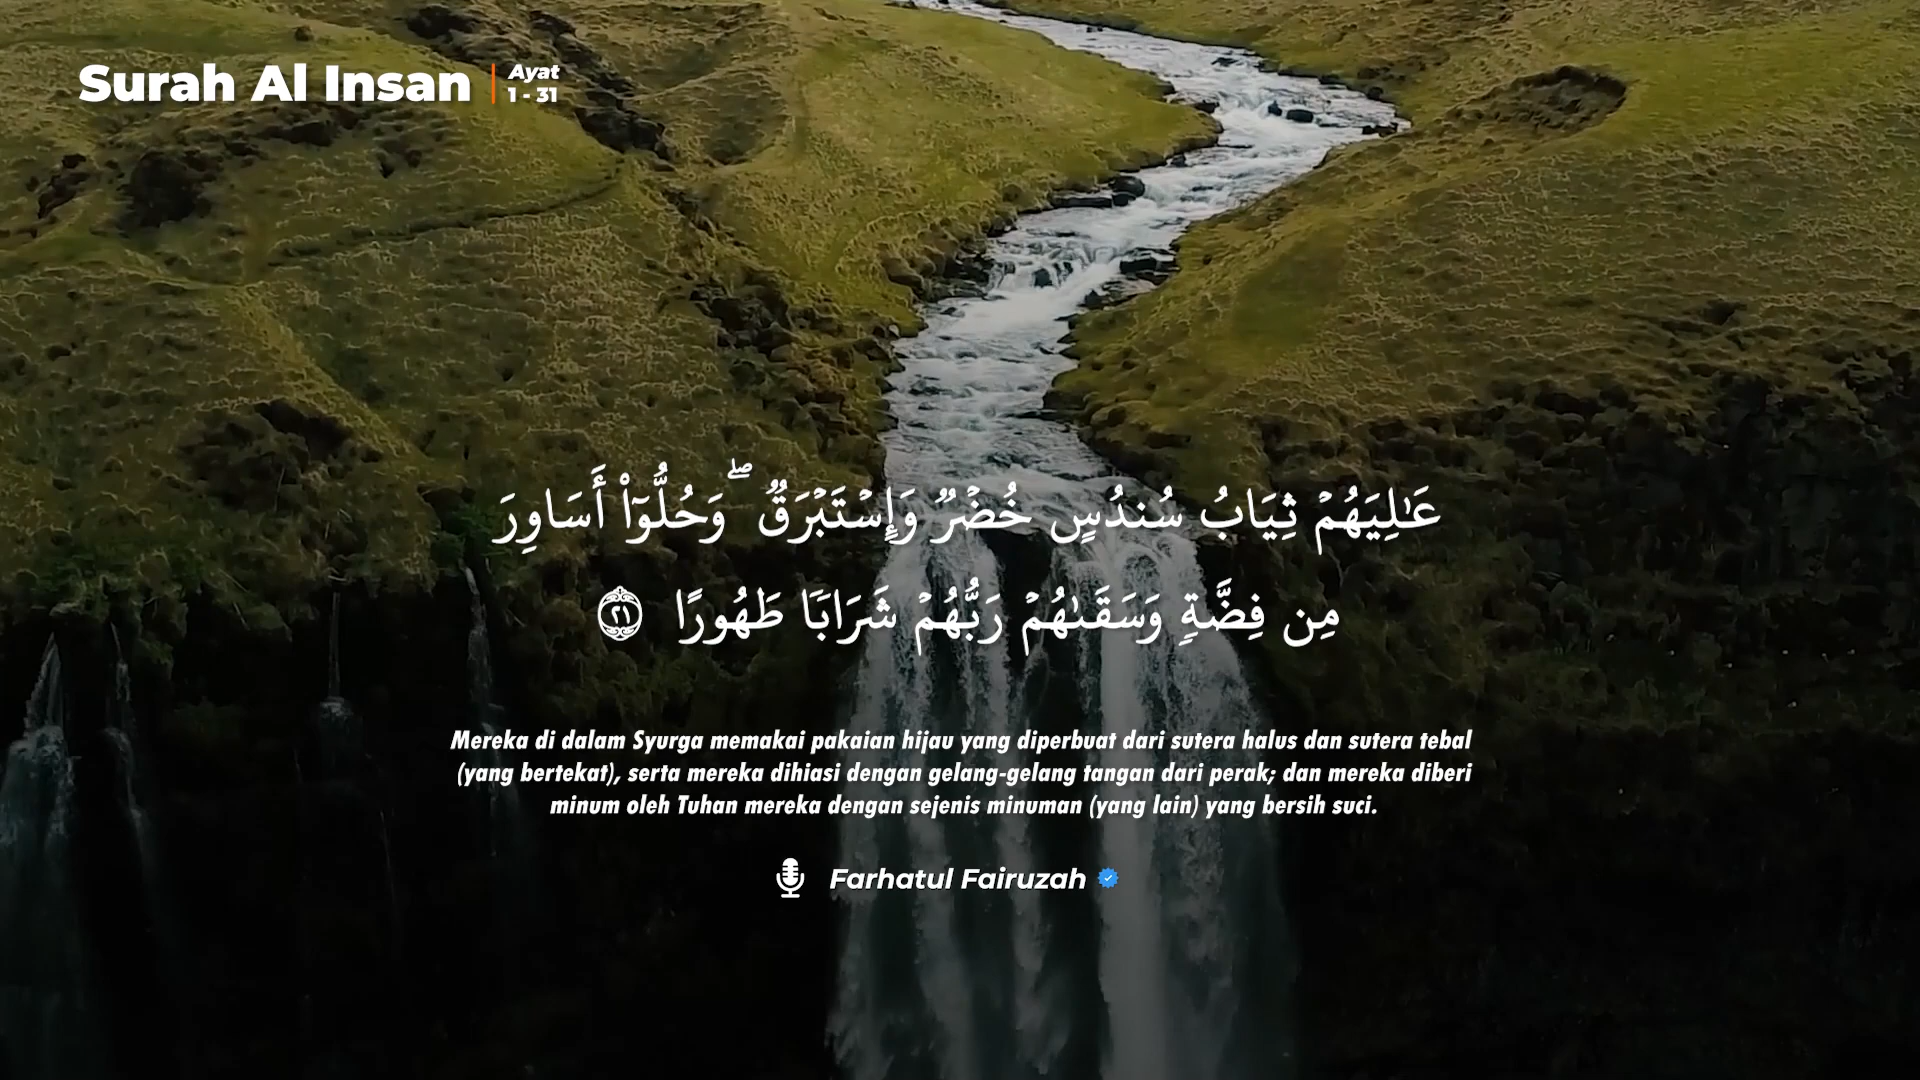 Surah Al Insan
Ayat
1 - 31
عَـٰلِيَهُمْ ثِيَابُ سُندُسٍ خُضْرٌ وَإِسْتَبْرَقٌ ۖ وَحُلُّوٓا۟ أَسَاوِرَ
مِن فِضَّةٍ وَسَقَىٰهُمْ رَبُّهُمْ شَرَابًا طَهُورًا ٢١
Mereka di dalam Syurga memakai pakaian hijau yang diperbuat dari sutera halus dan sutera tebal
(yang bertekat), serta mereka dihiasi dengan gelang-gelang tangan dari perak; dan mereka diberi
minum oleh Tuhan mereka dengan sejenis minuman (yang lain) yang bersih suci.
Farhatul Fairuzah